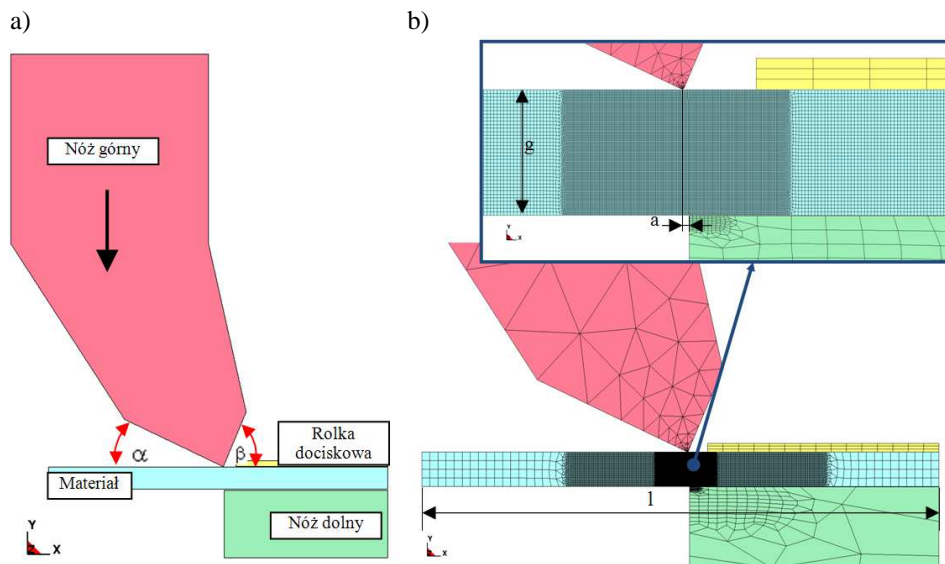 a)
b)
Nóż górny
g
a
Y
X
Rolka
dociskowa
α
β
Materiał
Nóż dolny
l
Y
Z
X
Y
X